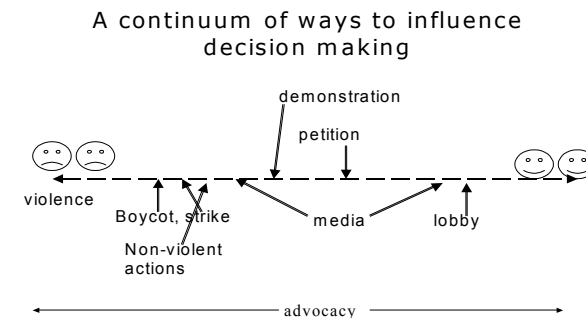 A continuum of ways to influence
decision making
demonstration
petition
violence
Boycot, strike
media
lobby
Non-violent
actions
advocacy